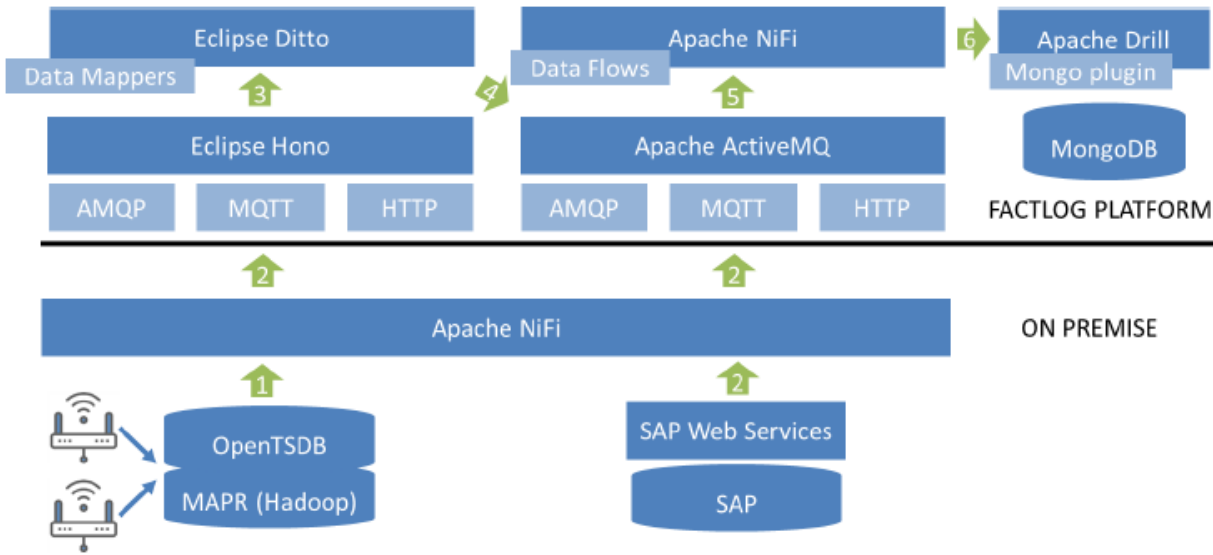 Eclipse Ditto
Apache NiFi
6
Apache Drill
Data Mappers
Data Flows
Mongo plugin
3
4
5
Eclipse Hono
Apache ActiveMQ
MongoDB
AMQP
MQTT
HTTP
AMQP
MQTT
HTTP
FACTLOG PLATFORM
2
2
Apache NiFi
ON PREMISE
1
2
OpenTSDB
SAP Web Services
MAPR (Hadoop)
SAP